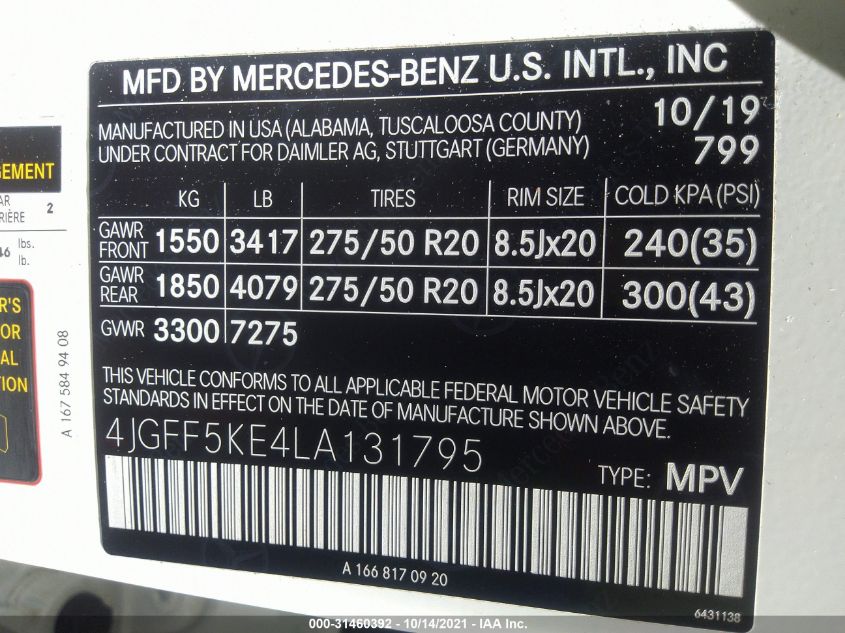 MFD BY MERCEDES-BENZ U.S. INTL., INC
10/19
MANUFACTURED IN USA (ALABAMA, TUSCALOOSA COUNTY)
UNDER CONTRACT FOR DAIMLER AG, STUTTGART (GERMANY)
799
KG LB TIRES RIM SIZE COLD KPA (PSI)
GAWR FRONT 1550 3417 275/50 R20 8.5Jx20 240(35)
GAWR REAR 1850 4079 275/50 R20 8.5Jx20 300(43)
GVWR 3300 7275
THIS VEHICLE CONFORMS TO ALL APPLICABLE FEDERAL MOTOR VEHICLE SAFETY
STANDARDS IN EFFECT ON THE DATE OF MANUFACTURE SHOWN ABOVE.
4JGFF5KE4LA131795
TYPE: MPV
A 166 817 09 20
6431138
2
lbs.
lb.
A 167 584 94 08
000-31460392 - 10/14/2021 - IAA Inc.